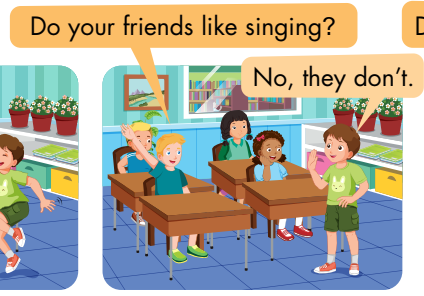 Do your friends like singing?
D
No, they don't.